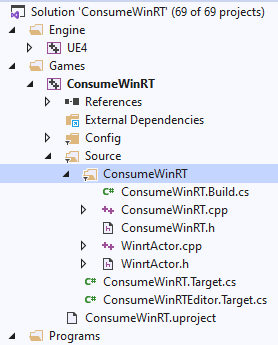 Solution 'ConsumeWinRT' (69 of 69 projects)
Engine
UE4
Games
ConsumeWinRT
References
External Dependencies
Config
Source
ConsumeWinRT
C# ConsumeWinRT.Build.cs
++ ConsumeWinRT.cpp
ConsumeWinRT.h
++ WinrtActor.cpp
WinrtActor.h
C# ConsumeWinRT.Target.cs
C# ConsumeWinRTEditor.Target.cs
ConsumeWinRT.uproject
Programs